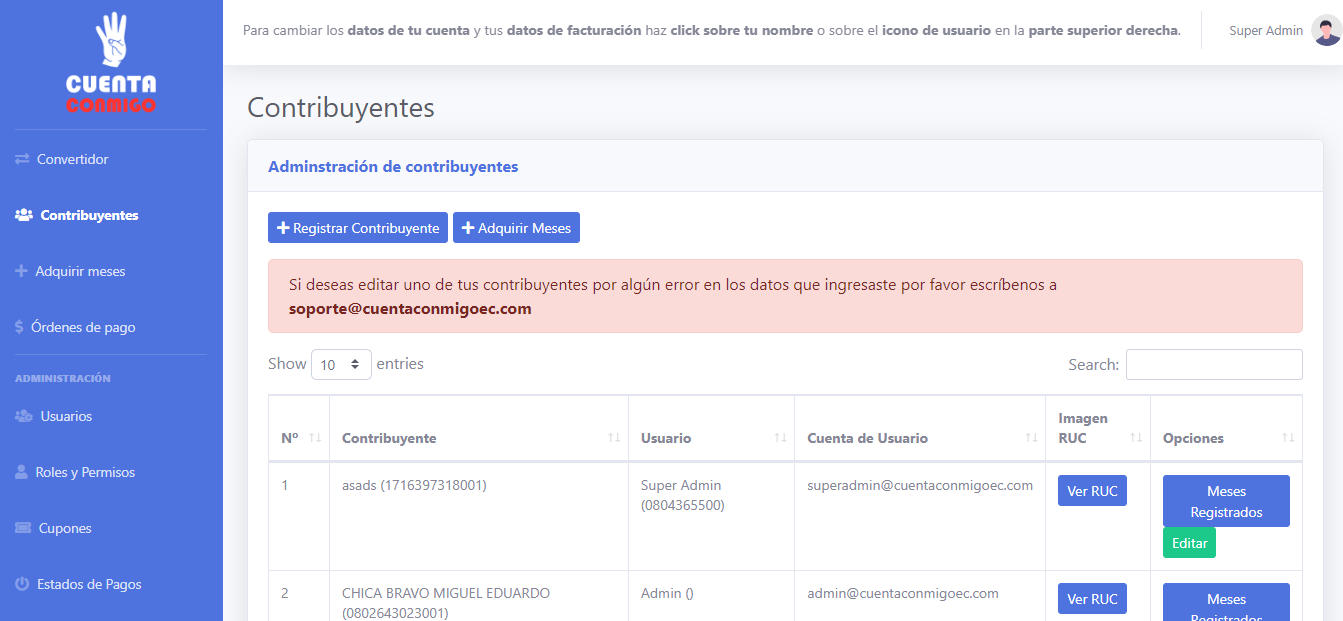 CUENTA
CONMIGO
Convertidor
Contribuyentes
Adquirir meses
Órdenes de pago
ADMINISTRACIÓN
Usuarios
Roles y Permisos
Cupones
Estados de Pagos
Para cambiar los datos de tu cuenta y tus datos de facturación haz click sobre tu nombre o sobre el icono de usuario en la parte superior derecha.
Super Admin
Contribuyentes
Adminstración de contribuyentes
Registrar Contribuyente
Adquirir Meses
Si deseas editar uno de tus contribuyentes por algún error en los datos que ingresaste por favor escríbenos a
soporte@cuentaconmigoec.com
Show 10 entries
Search:
Nº Contribuyente Usuario Cuenta de Usuario Imagen RUC Opciones
1 asads (1716397318001) Super Admin (0804365500) superadmin@cuentaconmigoec.com Ver RUC Meses Registrados
Editar
2 CHICA BRAVO MIGUEL EDUARDO (0802643023001) Admin () admin@cuentaconmigoec.com Ver RUC Meses Registrados